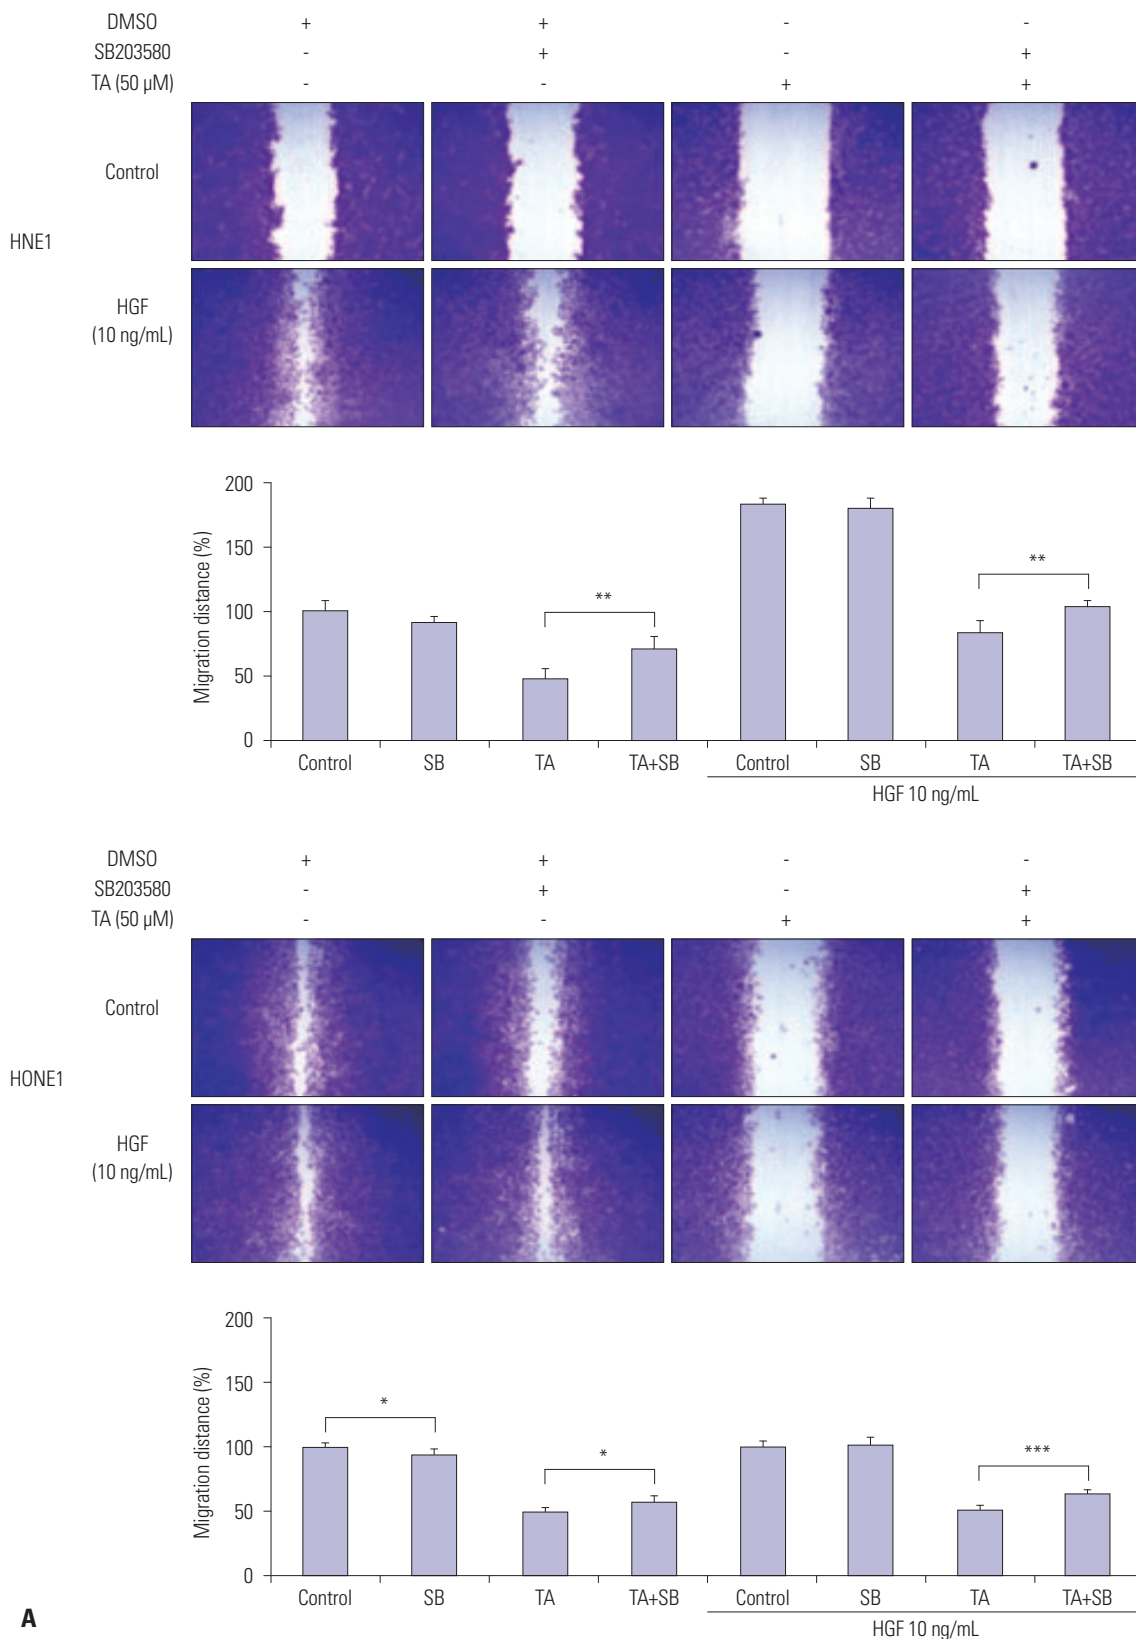 DMSO + + - -
SB203580 - + - +
TA (50 µM) - - + +
Control
HNE1
HGF
(10 ng/mL)
200
150
100
50
0
Migration distance (%)
**
**
Control SB TA TA+SB Control SB TA TA+SB
HGF 10 ng/mL
DMSO + + - -
SB203580 - + - +
TA (50 µM) - - + +
Control
HONE1
HGF
(10 ng/mL)
200
150
100
50
0
Migration distance (%)
*
*
***
Control SB TA TA+SB Control SB TA TA+SB
HGF 10 ng/mL
A